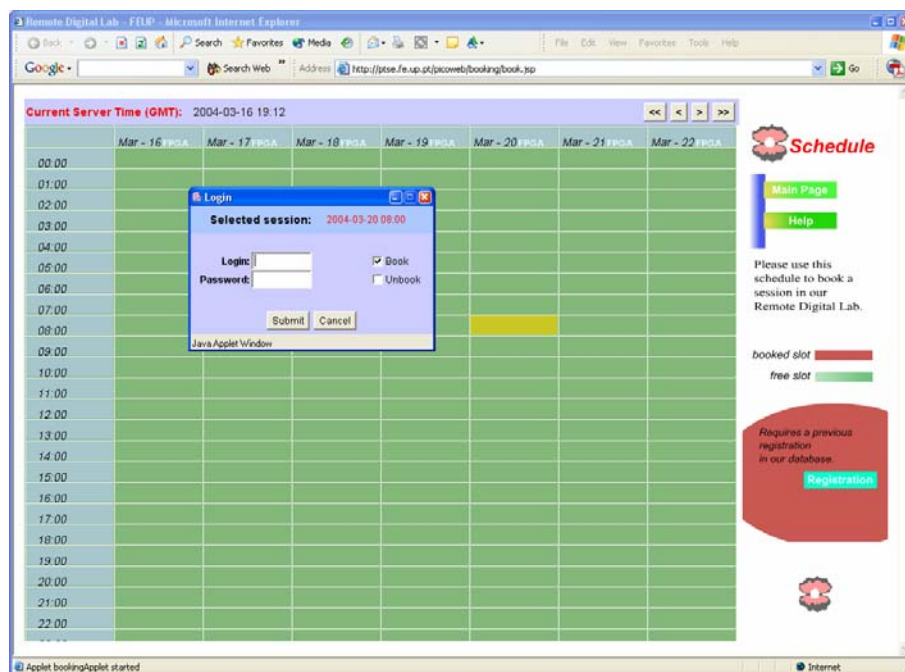 Remote Digital Lab - FEUP - Microsoft Internet Explorer
Back Search Favorites Media File Edit View Favorites Tools Help
Google Search Web " Address http://ptse.fe.up.pt/picoweb/booking/book.jsp Go
Current Server Time (GMT): 2004-03-16 19:12 << < > >>
Mar - 16 FPGA Mar - 17 FPGA Mar - 18 FPGA Mar - 19 FPGA Mar - 20 FPGA Mar - 21 FPGA Mar - 22 FPGA
00:00
01:00
02:00
03:00
04:00
05:00
06:00
07:00
08:00
09:00
10:00
11:00
12:00
13:00
14:00
15:00
16:00
17:00
18:00
19:00
20:00
21:00
22:00
Login
Selected session: 2004-03-20 08:00
Login: Book
Password: Unbook
Submit Cancel
Java Applet Window
Schedule
Main Page
Help
Please use this
schedule to book a
session in our
Remote Digital Lab.
booked slot
free slot
Requires a previous
registration
in our database.
Registration
Applet bookingApplet started Internet